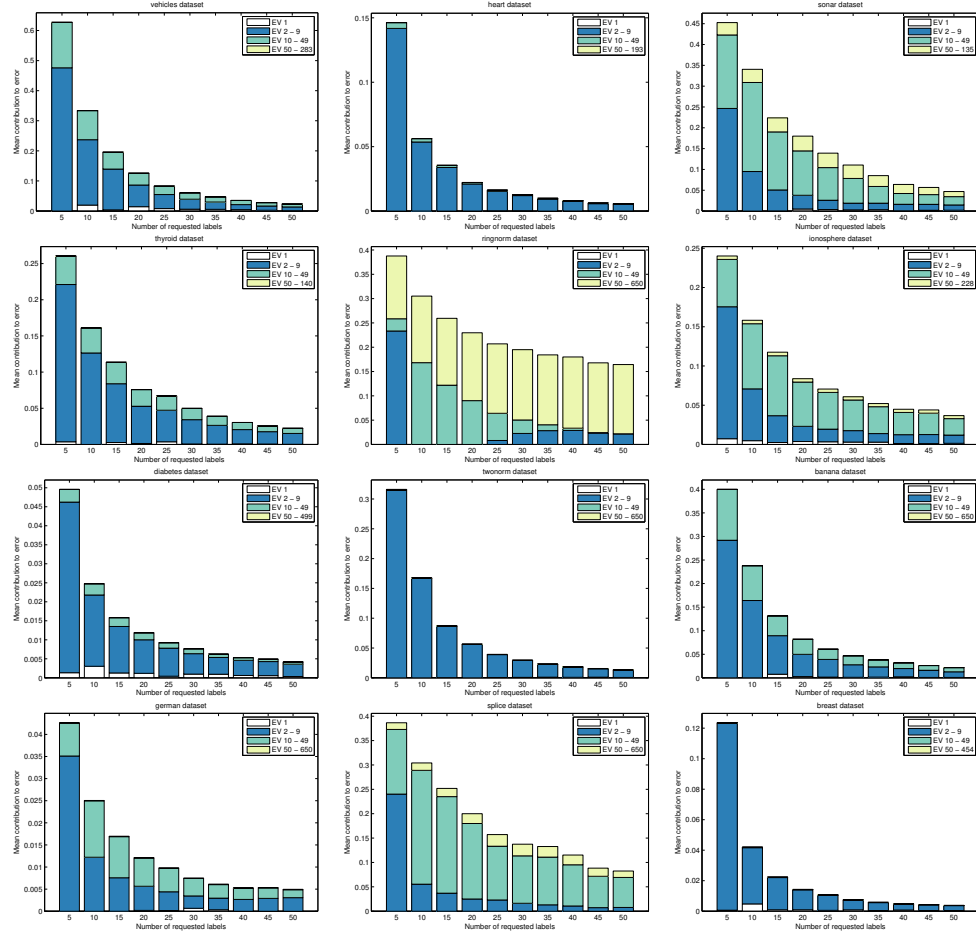 vehicles dataset
Mean contribution to error
0.6
0.5
0.4
0.3
0.2
0.1
0
EV 1
EV 2 – 9
EV 10 – 49
EV 50 – 283
5 10 15 20 25 30 35 40 45 50
Number of requested labels
heart dataset
Mean contribution to error
0.15
0.1
0.05
0
EV 1
EV 2 – 9
EV 10 – 49
EV 50 – 193
5 10 15 20 25 30 35 40 45 50
Number of requested labels
sonar dataset
Mean contribution to error
0.45
0.4
0.35
0.3
0.25
0.2
0.15
0.1
0.05
0
EV 1
EV 2 – 9
EV 10 – 49
EV 50 – 135
5 10 15 20 25 30 35 40 45 50
Number of requested labels
thyroid dataset
Mean contribution to error
0.25
0.2
0.15
0.1
0.05
0
EV 1
EV 2 – 9
EV 10 – 49
EV 50 – 140
5 10 15 20 25 30 35 40 45 50
Number of requested labels
ringnorm dataset
Mean contribution to error
0.4
0.35
0.3
0.25
0.2
0.15
0.1
0.05
0
EV 1
EV 2 – 9
EV 10 – 49
EV 50 – 650
5 10 15 20 25 30 35 40 45 50
Number of requested labels
ionosphere dataset
Mean contribution to error
0.25
0.2
0.15
0.1
0.05
0
EV 1
EV 2 – 9
EV 10 – 49
EV 50 – 228
5 10 15 20 25 30 35 40 45 50
Number of requested labels
diabetes dataset
Mean contribution to error
0.05
0.045
0.04
0.035
0.03
0.025
0.02
0.015
0.01
0.005
0
EV 1
EV 2 – 9
EV 10 – 49
EV 50 – 499
5 10 15 20 25 30 35 40 45 50
Number of requested labels
twonorm dataset
Mean contribution to error
0.3
0.25
0.2
0.15
0.1
0.05
0
EV 1
EV 2 – 9
EV 10 – 49
EV 50 – 650
5 10 15 20 25 30 35 40 45 50
Number of requested labels
banana dataset
Mean contribution to error
0.4
0.35
0.3
0.25
0.2
0.15
0.1
0.05
0
EV 1
EV 2 – 9
EV 10 – 49
EV 50 – 650
5 10 15 20 25 30 35 40 45 50
Number of requested labels
german dataset
Mean contribution to error
0.04
0.035
0.03
0.025
0.02
0.015
0.01
0.005
0
EV 1
EV 2 – 9
EV 10 – 49
EV 50 – 650
5 10 15 20 25 30 35 40 45 50
Number of requested labels
splice dataset
Mean contribution to error
0.4
0.35
0.3
0.25
0.2
0.15
0.1
0.05
0
EV 1
EV 2 – 9
EV 10 – 49
EV 50 – 650
5 10 15 20 25 30 35 40 45 50
Number of requested labels
breast dataset
Mean contribution to error
0.12
0.1
0.08
0.06
0.04
0.02
0
EV 1
EV 2 – 9
EV 10 – 49
EV 50 – 454
5 10 15 20 25 30 35 40 45 50
Number of requested labels